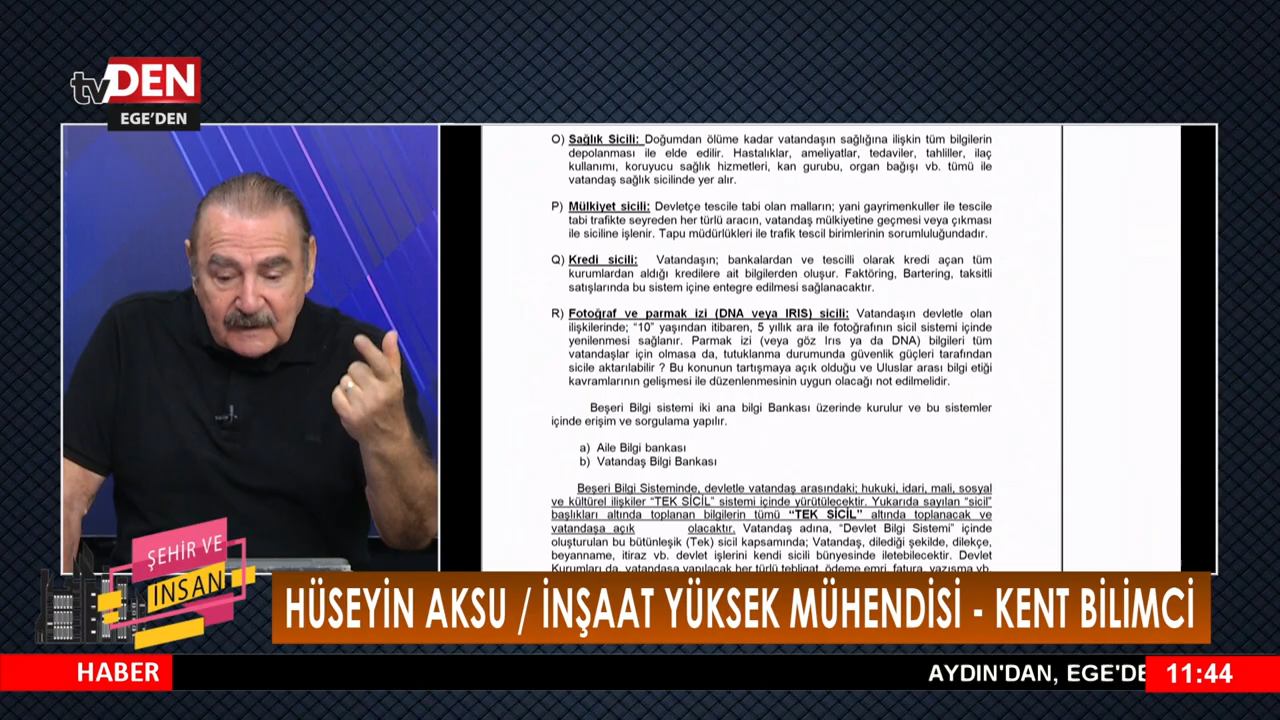 tvDEN
EGE'DEN
O) Sağlık Sicili: Doğumdan ölüme kadar vatandaşın sağlığına ilişkin tüm bilgilerin
depolanması ile elde edilir. Hastalıklar, ameliyatlar, tedaviler, tahliller, ilaç
kullanımı, koruyucu sağlık hizmetleri, kan gurubu, organ bağışı vb. tümü ile
vatandaş sağlık sicilinde yer alır.
P) Mülkiyet sicili: Devletçe tescile tabi olan malların; yani gayrimenkuller ile tescile
tabi trafikte seyreden her türlü aracın, vatandaş mülkiyetine geçmesi veya çıkması
ile siciline işlenir. Tapu müdürlükleri ile trafik tescil birimlerinin sorumluluğundadır.
Q) Kredi sicili: Vatandaşın; bankalardan ve tescilli olarak kredi açan tüm
kurumlardan aldığı kredilere ait bilgilerden oluşur. Faktöring, Bartering, taksitli
satışlarında bu sistem içine entegre edilmesi sağlanacaktır.
R) Fotoğraf ve parmak izi (DNA veya IRIS) sicili: Vatandaşın devletle olan
ilişkilerinde; “10” yaşından itibaren, 5 yıllık ara ile fotoğrafının sicil sistemi içinde
yenilenmesi sağlanır. Parmak izi (veya göz Irıs ya da DNA) bilgileri tüm
vatandaşlar için olmasa da, tutuklanma durumunda güvenlik güçleri tarafından
sicile aktarılabilir ? Bu konunun tartışmaya açık olduğu ve Uluslar arası bilgi etiği
kavramlarının gelişmesi ile düzenlenmesinin uygun olacağı not edilmelidir.
Beşeri Bilgi sistemi iki ana bilgi Bankası üzerinde kurulur ve bu sistemler
içinde erişim ve sorgulama yapılır.
a) Aile Bilgi bankası
b) Vatandaş Bilgi Bankası
Beşeri Bilgi Sisteminde, devletle vatandaş arasındaki; hukuki, idari, mali, sosyal
ve kültürel ilişkiler “TEK SİCİL” sistemi içinde yürütülecektir. Yukarıda sayılan “sicil”
başlıkları altında toplanan bilgilerin tümü “TEK SİCİL” altında toplanacak ve
vatandaşa açık olacaktır. Vatandaş adına, “Devlet Bilgi Sistemi” içinde
oluşturulan bu bütünleşik (Tek) sicil kapsamında; Vatandaş, dilediği şekilde, dilekçe,
beyanname, itiraz vb. devlet işlerini kendi sicili bünyesinde iletebilecektir. Devlet
Kurumları da, vatandaşa yapılacak her türlü tebligat, ödeme emri, fatura, yazışma vb.
ŞEHİR VE
İNSAN
HÜSEYİN AKSU / İNŞAAT YÜKSEK MÜHENDİSİ - KENT BİLİMCİ
HABER
AYDIN'DAN, EGE'DE
11:44